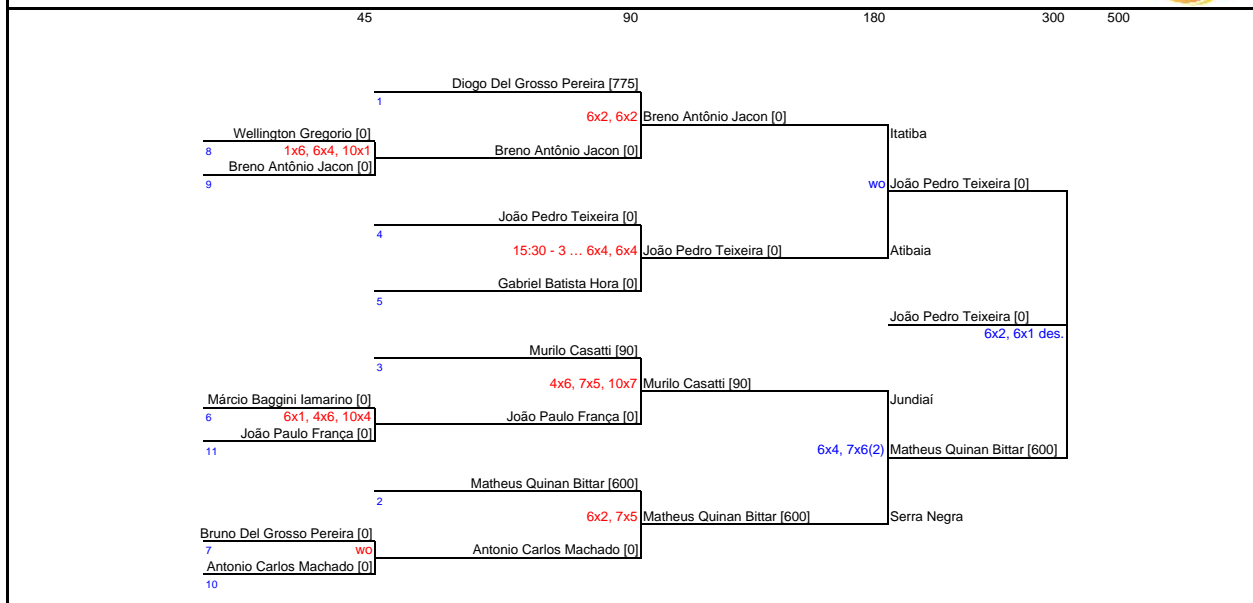 45 90 180 300 500
Diogo Del Grosso Pereira [775]
1
6x2, 6x2 Breno Antônio Jacon [0]
Wellington Gregorio [0] Itatiba
8 1x6, 6x4, 10x1 Breno Antônio Jacon [0]
Breno Antônio Jacon [0]
9 wo João Pedro Teixeira [0]
João Pedro Teixeira [0]
4
15:30 - 3 ... 6x4, 6x4 João Pedro Teixeira [0] Atibaia
Gabriel Batista Hora [0]
5
João Pedro Teixeira [0]
6x2, 6x1 des.
Murilo Casatti [90]
3
4x6, 7x5, 10x7 Murilo Casatti [90]
Márcio Baggini Iamarino [0] Jundiaí
6 6x1, 4x6, 10x4 João Paulo França [0]
João Paulo França [0]
11 6x4, 7x6(2) Matheus Quinan Bittar [600]
Matheus Quinan Bittar [600]
2
6x2, 7x5 Matheus Quinan Bittar [600] Serra Negra
Bruno Del Grosso Pereira [0]
7 wo Antonio Carlos Machado [0]
Antonio Carlos Machado [0]
10